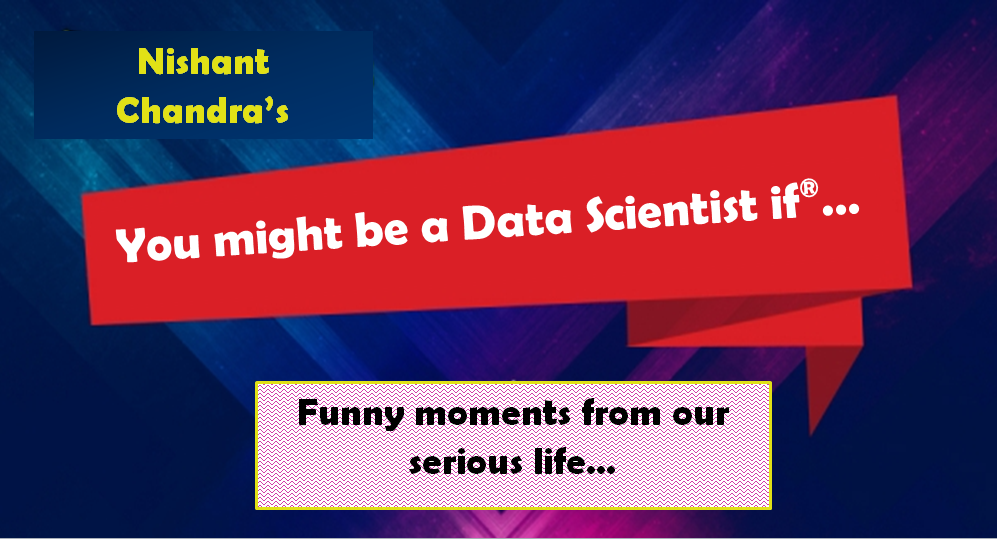 Nishant
Chandra’s
You might be a Data Scientist if®...
Funny moments from our
serious life...